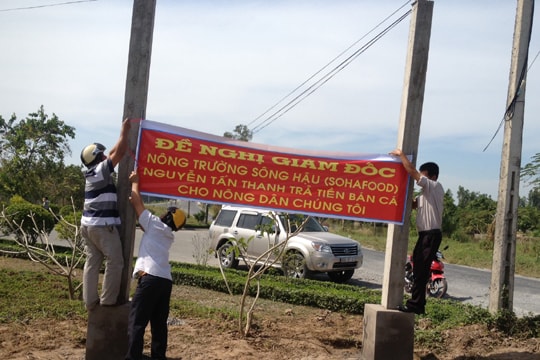 ĐỀ NGHỊ GIÁM ĐỐC
NÔNG TRƯỜNG SÔNG HẬU (SOHAFOOD)
NGUYỄN TẤN THANH TRẢ TIỀN BÁN CÁ
CHO NÔNG DÂN CHÚNG TÔI